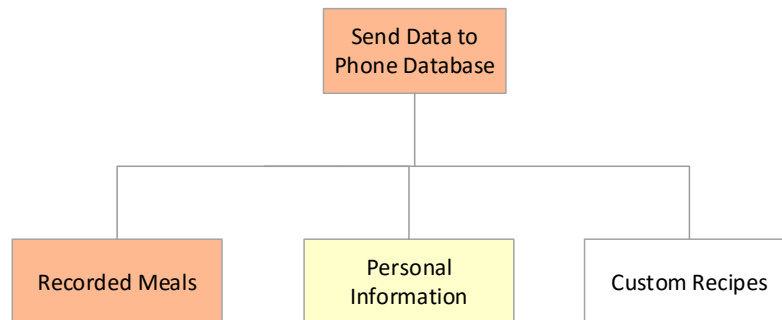 Send Data to
Phone Database
Recorded Meals
Personal
Information
Custom Recipes